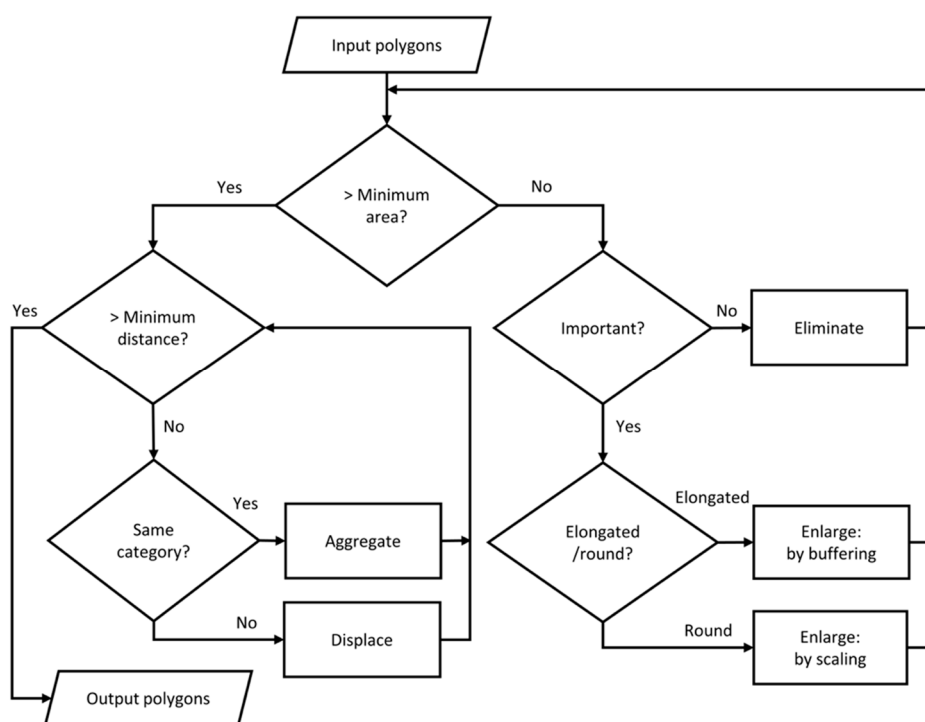 Input polygons
Yes
No
> Minimum
area?
Yes
> Minimum
distance?
Important?
No
Eliminate
No
Yes
Same
category?
Yes
Aggregate
Elongated
/round?
Elongated
Enlarge:
by buffering
No
Displace
Round
Enlarge:
by scaling
Output polygons